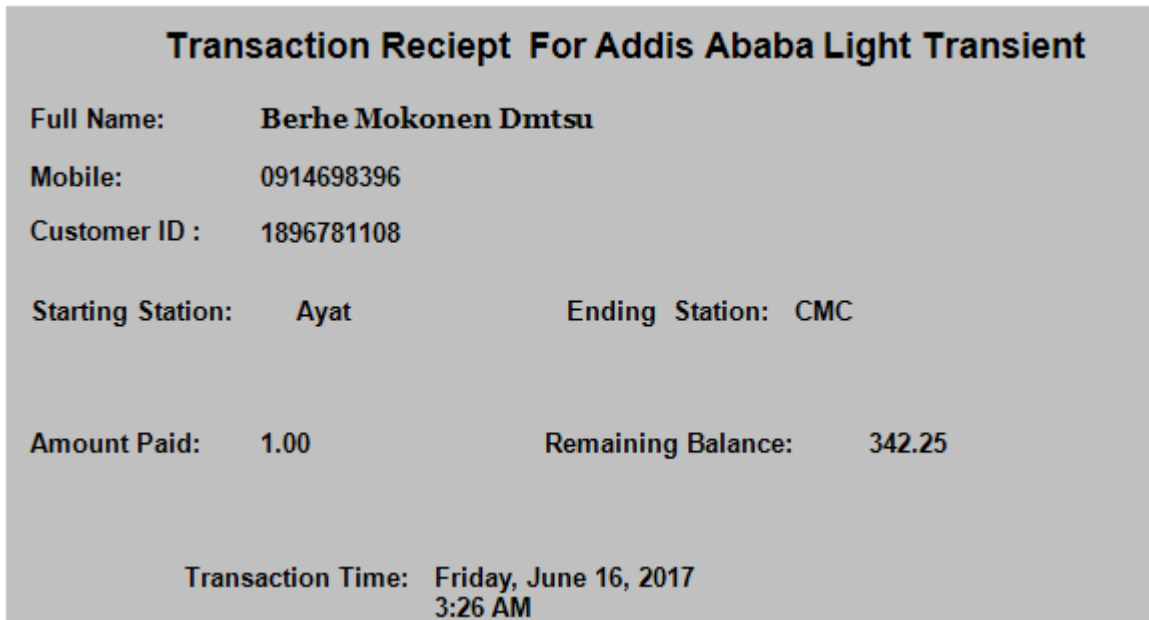 Transaction Reciept For Addis Ababa Light Transient
Full Name: Berhe Mokonen Dmtsu
Mobile: 0914698396
Customer ID : 1896781108
Starting Station: Ayat Ending Station: CMC
Amount Paid: 1.00 Remaining Balance: 342.25
Transaction Time: Friday, June 16, 2017
3:26 AM